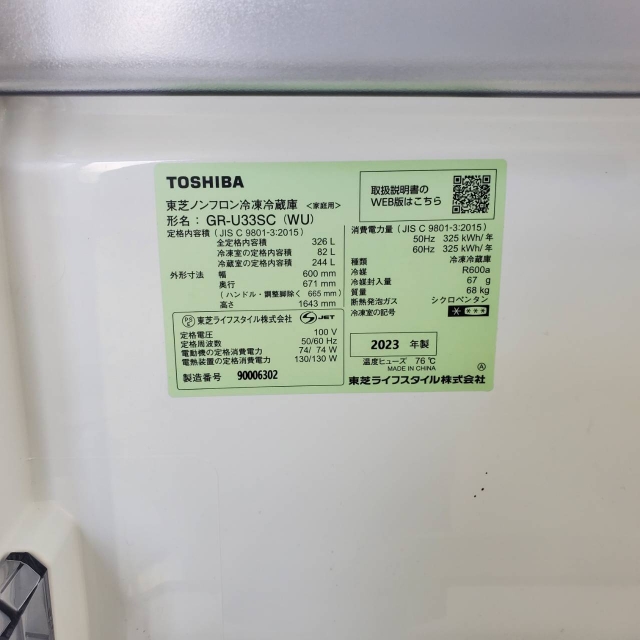 TOSHIBA
東芝ノンフロン冷凍冷蔵庫 <家庭用>
形名： GR-U33SC (WU)
定格内容積 ( JIS C 9801-3:2015)
全定格内容積 326 L
冷凍室の定格内容積 82 L
冷蔵室の定格内容積 244 L
外形寸法 幅 600 mm
奥行 671 mm
( ハンドル・調整脚除く 665 mm)
高さ 1643 mm
PS E 東芝ライフスタイル株式会社 S JET
定格電圧 100 V
定格周波数 50/60 Hz
電動機の定格消費電力 74/ 74 W
電熱装置の定格消費電力 130/130 W
製造番号 90006302
取扱説明書の
WEB版はこちら
消費電力量 ( JIS C 9801-3:2015)
50Hz 325 kWh/年
60Hz 325 kWh/年
種類 冷凍冷蔵庫
冷媒 R600a
冷媒封入量 67 g
質量 68 kg
断熱発泡ガス シクロペンタン
冷凍室の記号 ****
2023 年製
温度ヒューズ 76 ℃
MADE IN CHINA Ⓐ
東芝ライフスタイル株式会社